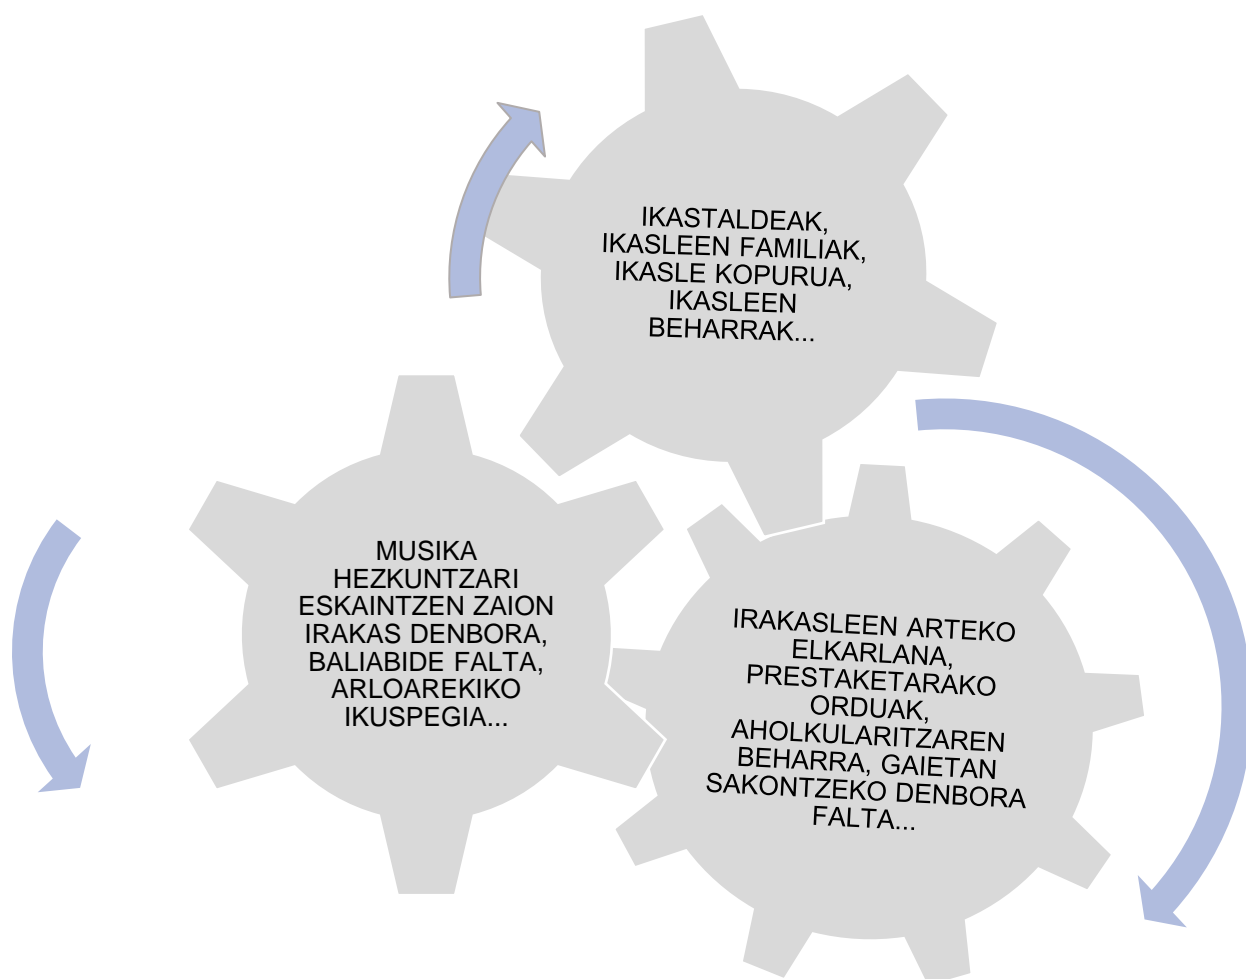 IKASTALDEAK,
IKASLEEN FAMILIAK,
IKASLE KOPURUA,
IKASLEEN
BEHARRAK...
MUSIKA
HEZKUNTZARI
ESKAINTZEN ZAION
IRAKAS DENBORA,
BALIABIDE FALTA,
ARLOAREKIKO
IKUSPEGIA...
IRAKASLEEN ARTEKO
ELKARLANA,
PRESTAKETARAKO
ORDUAK,
AHOLKULARITZAREN
BEHARRA, GAIETAN
SAKONTZEKO DENBORA
FALTA...